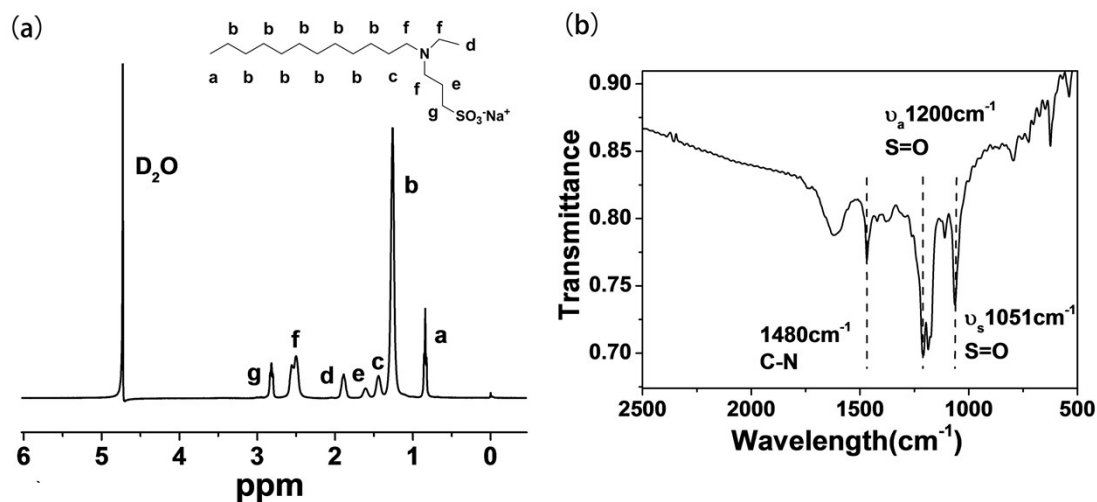 (a)
b b b b b f f
d
N
a b b b b c f e
g SO₃⁻Na⁺
D₂O
b
a
f
g d e c
6 5 4 3 2 1 0
ppm
(b)
0.90
0.85
0.80
0.75
0.70
Transmittance
υₐ1200cm⁻¹
S=O
1480cm⁻¹
C-N
υₛ1051cm⁻¹
S=O
2500 2000 1500 1000 500
Wavelength(cm⁻¹)